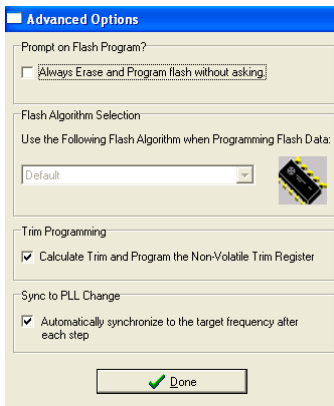 Advanced Options
Prompt on Flash Program?
Always Erase and Program flash without asking.
Flash Algorithm Selection
Use the Following Flash Algorithm when Programming Flash Data:
Default
Trim Programming
Calculate Trim and Program the Non-Volatile Trim Register
Sync to PLL Change
Automatically synchronize to the target frequency after
each step
Done